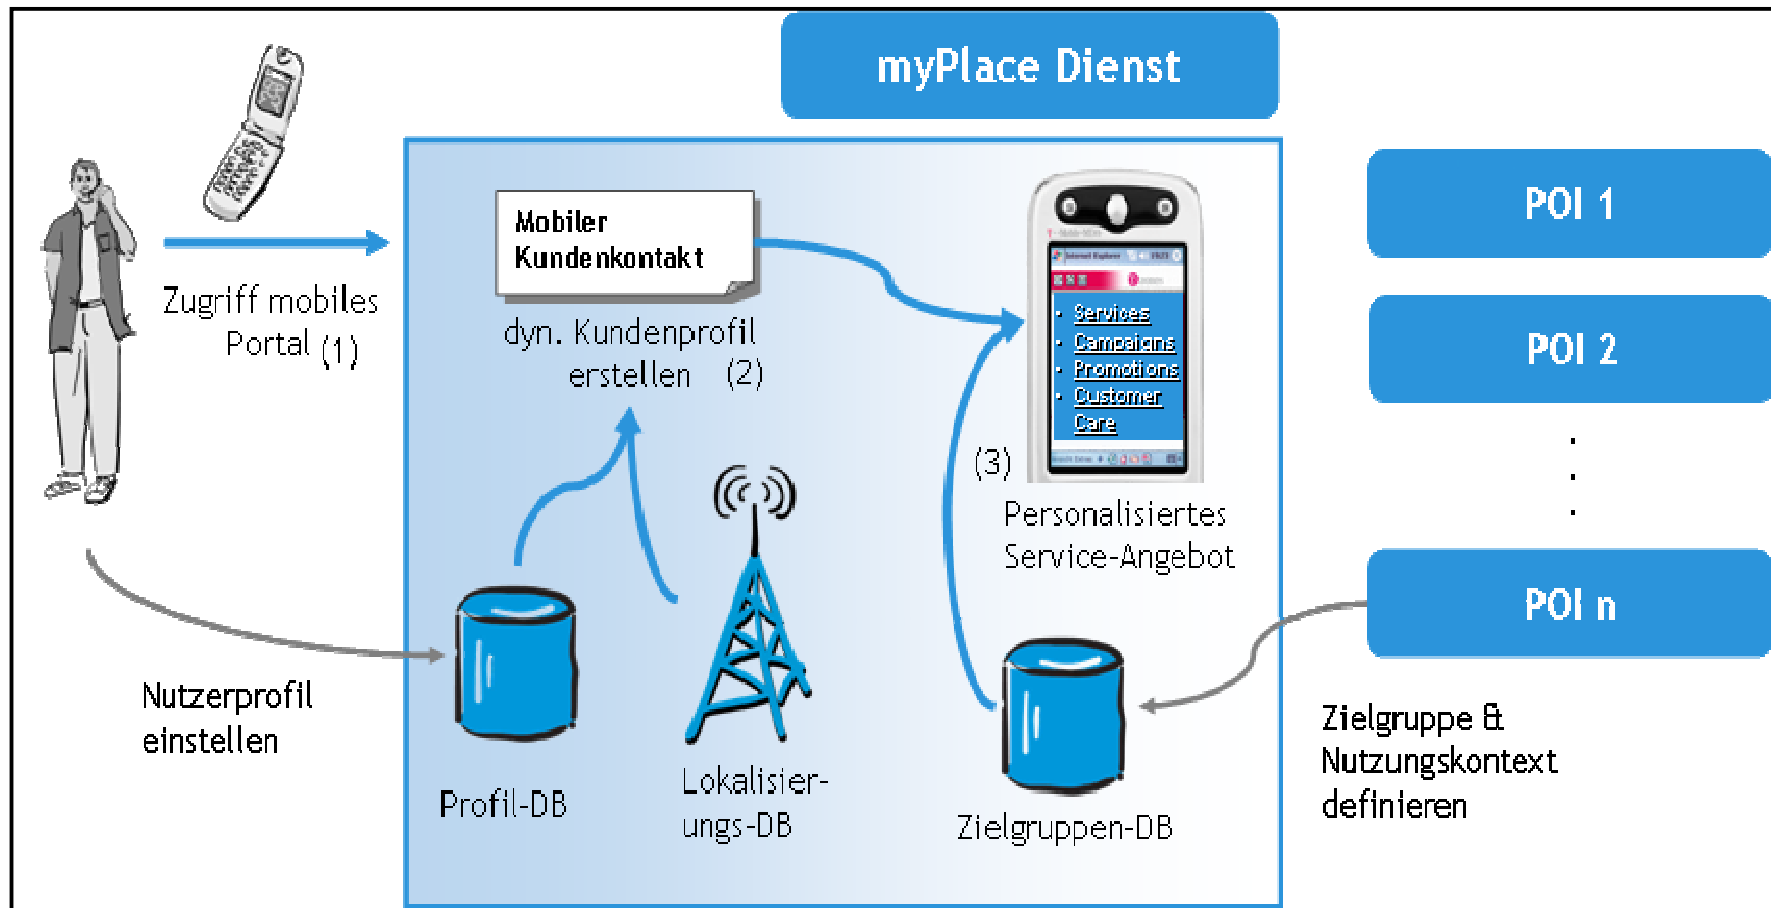 myPlace Dienst
Zugriff mobiles
Portal (1)
Mobiler
Kundenkontakt
dyn. Kundenprofil
erstellen (2)
Internet Explorer
• Services
• Campaigns
• Promotions
• Customer
Care
(3)
Personalisiertes
Service-Angebot
POI 1
POI 2
.
.
.
POI n
Nutzerprofil
einstellen
Profil-DB
Lokalisier-
ungs-DB
Zielgruppen-DB
Zielgruppe &
Nutzungskontext
definieren